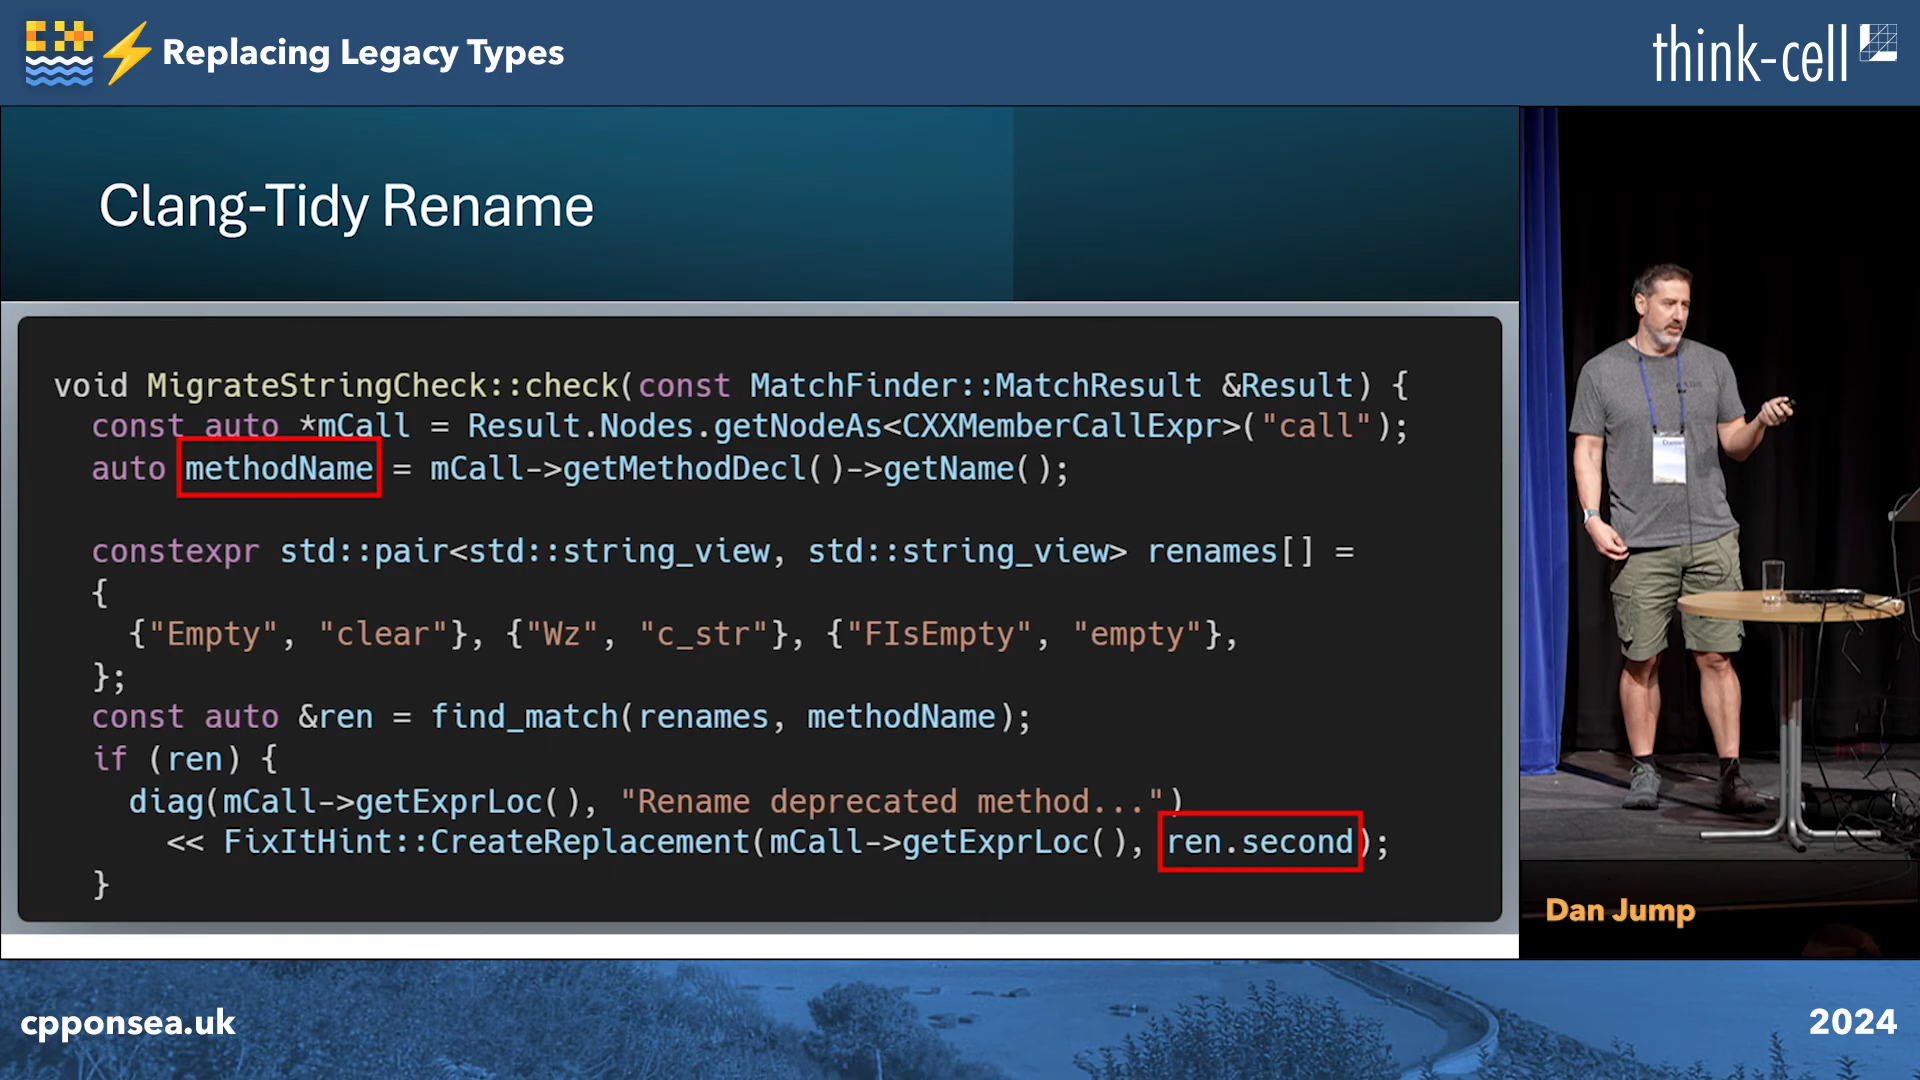 Replacing Legacy Types
think-cell
Clang-Tidy Rename
void MigrateStringCheck::check(const MatchFinder::MatchResult &Result) {
const auto *mCall = Result.Nodes.getNodeAs<CXXMemberCallExpr>("call");
auto methodName = mCall->getMethodDecl()->getName();
constexpr std::pair<std::string_view, std::string_view> renames[] =
{
{"Empty", "clear"}, {"Wz", "c_str"}, {"FIsEmpty", "empty"},
};
const auto &ren = find_match(renames, methodName);
if (ren) {
diag(mCall->getExprLoc(), "Rename deprecated method...")
<< FixItHint::CreateReplacement(mCall->getExprLoc(), ren.second);
}
Daniel
Dan Jump
cpponsea.uk
2024